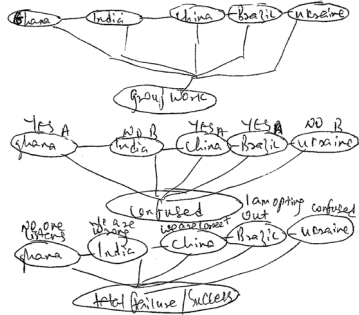 Ghana India China Brazil Ukraine
Group Work
YES A NO B YES A YES A NO B
Ghana India China Brazil Ukraine
Confused
NO one listens We are wrong We are correct I am opting out Confused
Ghana India China Brazil Ukraine
total failure/Success